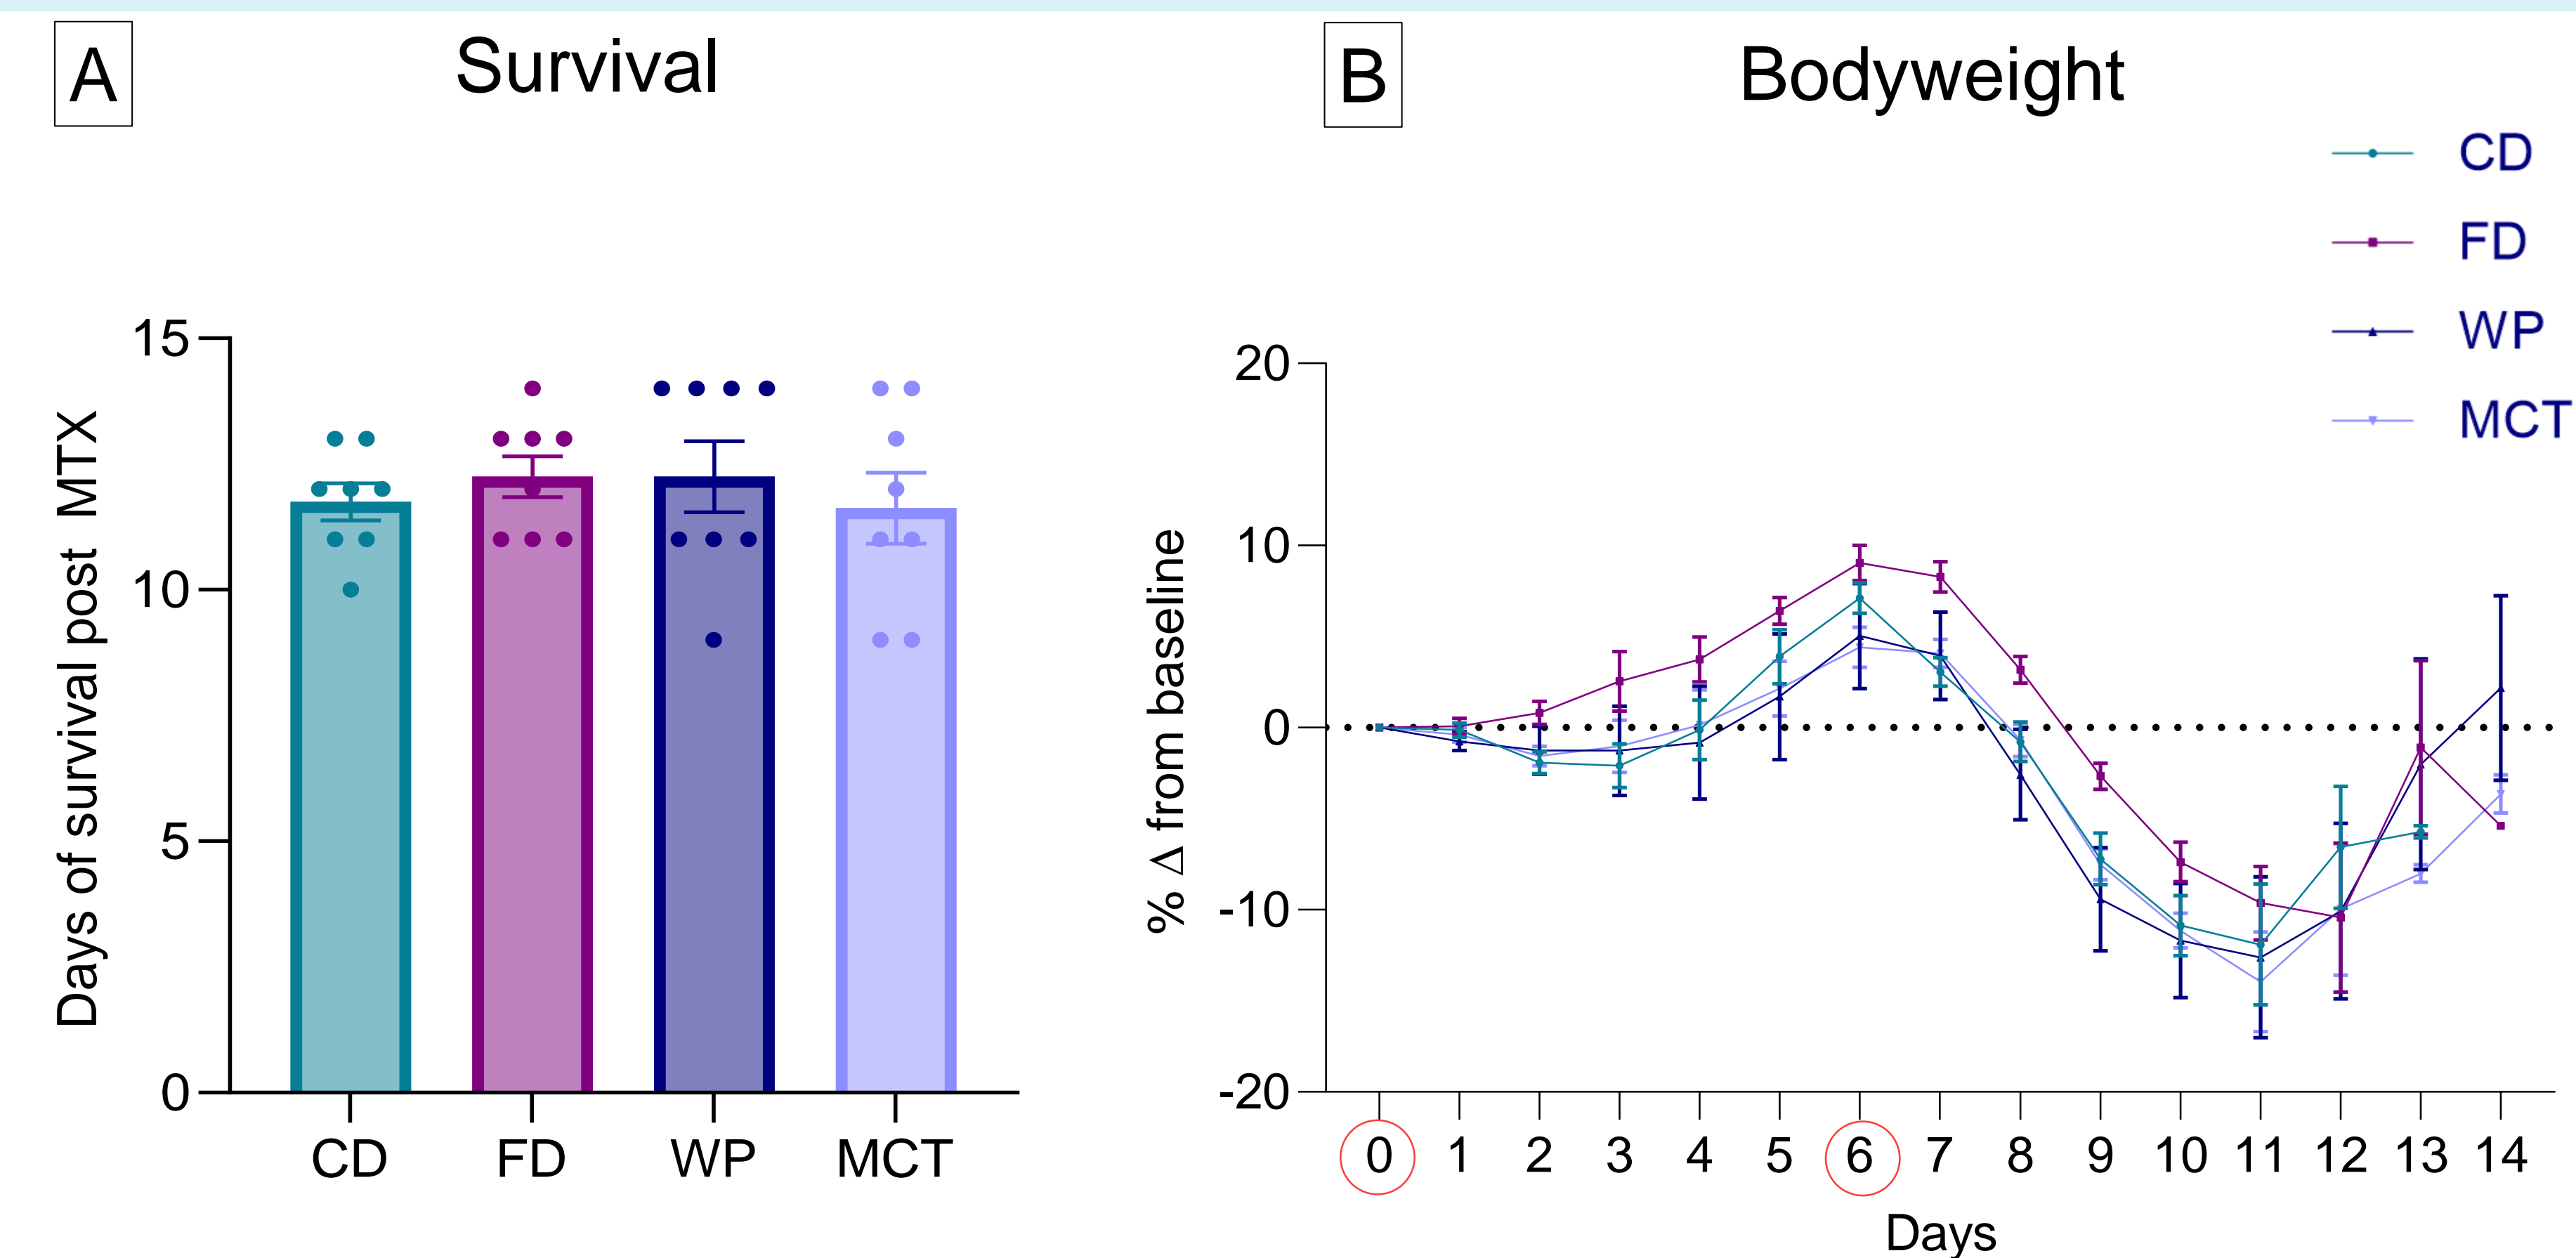 A
Survival
Days of survival post MTX
15
10
5
0
CD FD WP MCT
B
Bodyweight
CD
FD
WP
MCT
% Δ from baseline
20
10
0
-10
-20
0 1 2 3 4 5 6 7 8 9 10 11 12 13 14
Days